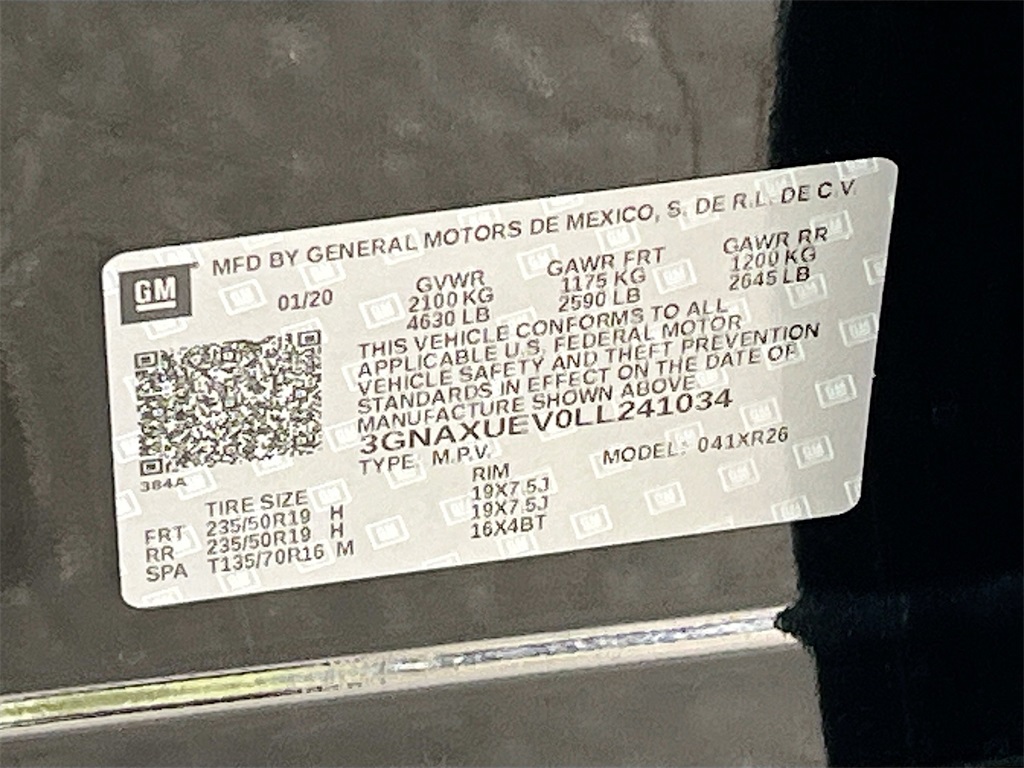 GM
MFD BY GENERAL MOTORS DE MEXICO, S. DE R.L. DE C.V.
01/20
GVWR GAWR FRT GAWR RR
2100 KG 1175 KG 1200 KG
4630 LB 2590 LB 2645 LB
THIS VEHICLE CONFORMS TO ALL
APPLICABLE U.S. FEDERAL MOTOR
VEHICLE SAFETY AND THEFT PREVENTION
STANDARDS IN EFFECT ON THE DATE OF
MANUFACTURE SHOWN ABOVE.
3GNAXUEV0LL241034
TYPE: M.P.V. MODEL: 041XR26
384A
TIRE SIZE RIM
FRT 235/50R19 H 19X7.5J
RR 235/50R19 H 19X7.5J
SPA T135/70R16 M 16X4BT